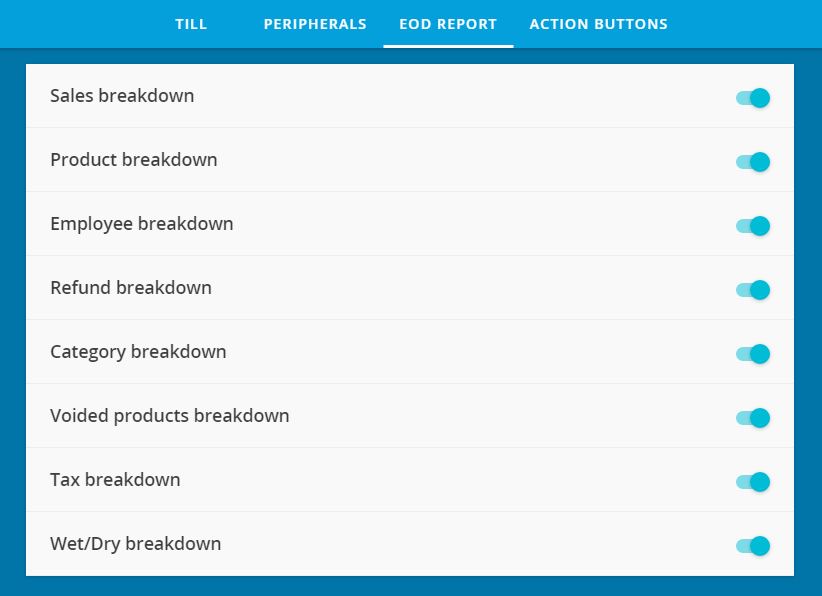 TILL PERIPHERALS EOD REPORT ACTION BUTTONS
Sales breakdown
Product breakdown
Employee breakdown
Refund breakdown
Category breakdown
Voided products breakdown
Tax breakdown
Wet/Dry breakdown